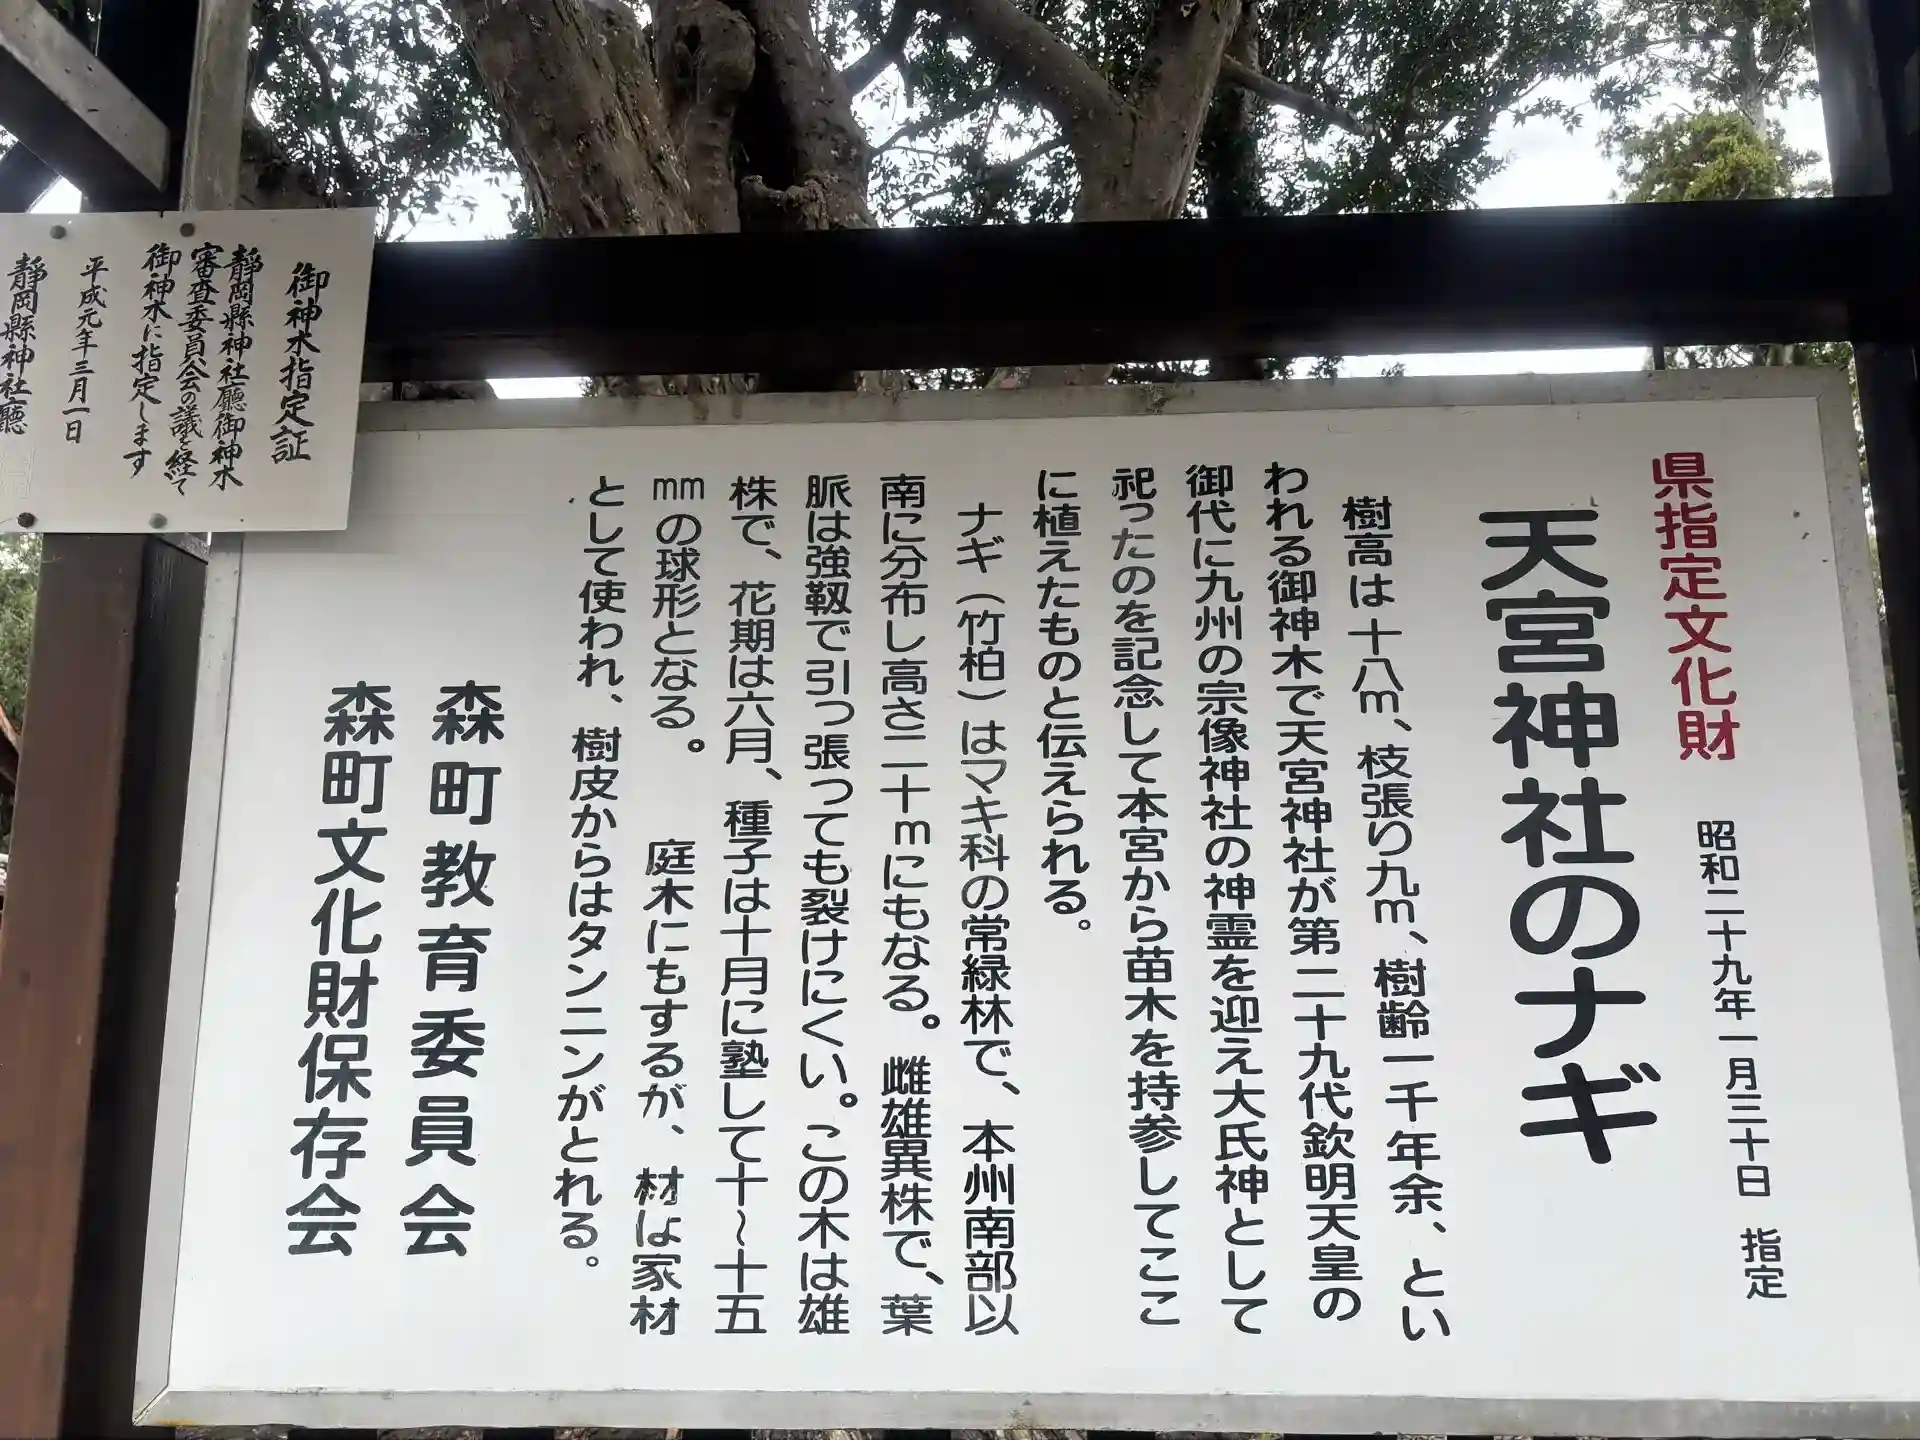 県指定文化財 昭和二十九年一月三十日 指定
天宮神社のナギ
樹高は十八m、枝張り九m、樹齢一千年余、とい
われる御神木で天宮神社が第二十九代欽明天皇の
御代に九州の宗像神社の神霊を迎え大氏神として
祀ったのを記念して本宮から苗木を持参してここ
に植えたものと伝えられる。
ナギ（竹柏）はマキ科の常緑林で、本州南部以
南に分布し高さ二十mにもなる。雌雄異株で、葉
脈は強靱で引っ張っても裂けにくい。この木は雄
株で、花期は六月、種子は十月に塾して十～十五
mmの球形となる。 庭木にもするが、材は家材
として使われ、樹皮からはタンニンがとれる。
森町教育委員会
森町文化財保存会
御神木指定証
靜岡縣神社廳御神木
審査委員会の議を経て
御神木に指定します
平成元年三月一日
靜岡縣神社廳